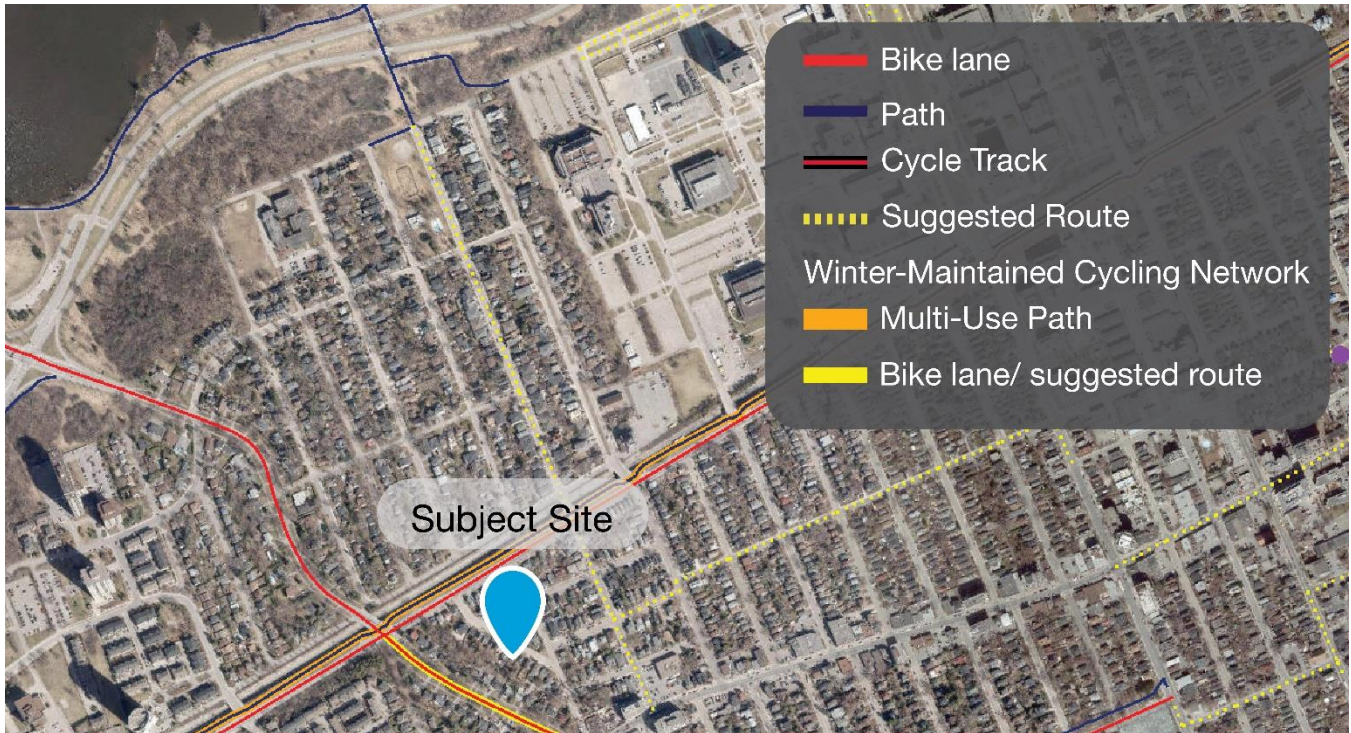 Bike lane
Path
Cycle Track
Suggested Route
Winter-Maintained Cycling Network
Multi-Use Path
Bike lane/ suggested route
Subject Site